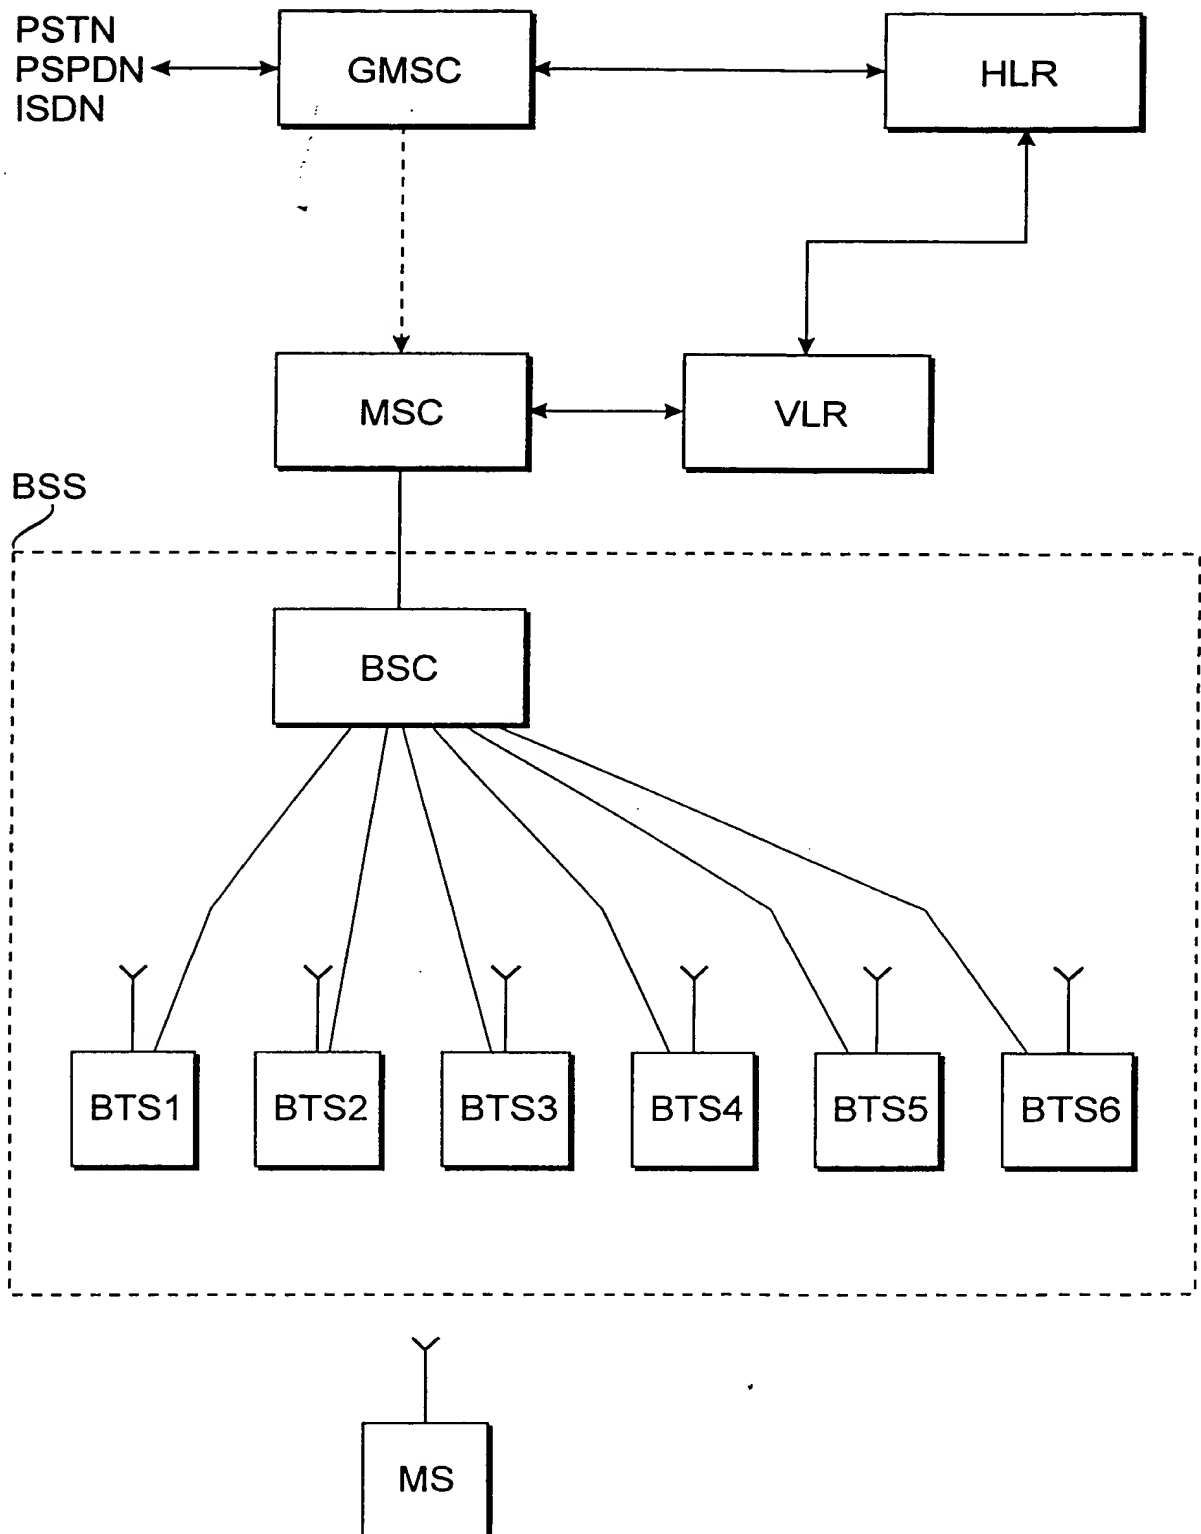 PSTN
PSPDN
ISDN
GMSC
HLR
MSC
VLR
BSS
BSC
BTS1
BTS2
BTS3
BTS4
BTS5
BTS6
MS